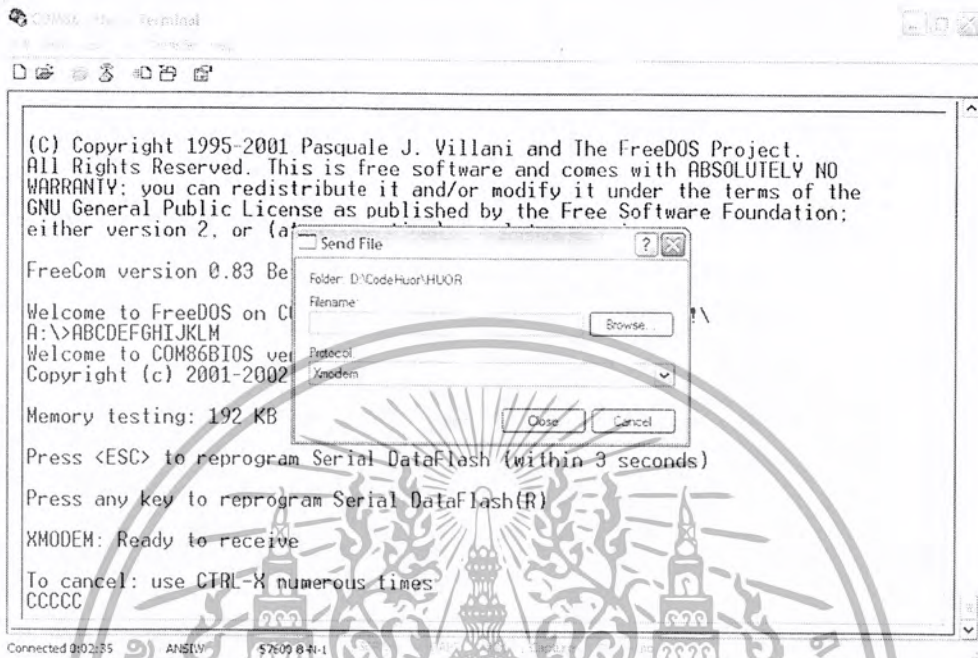 Terminal
(C) Copyright 1995-2001 Pasquale J. Villani and The FreeDOS Project.
All Rights Reserved. This is free software and comes with ABSOLUTELY NO
WARRANTY: you can redistribute it and/or modify it under the terms of the
GNU General Public License as published by the Free Software Foundation;
either version 2, or (at
FreeCom version 0.83 Be
Welcome to FreeDOS on C !\
A:\>ABCDEFGHIJKLM
Welcome to COM86BIOS ver
Copyright (c) 2001-2002
Memory testing: 192 KB
Press <ESC> to reprogram Serial DataFlash (within 3 seconds)
Press any key to reprogram Serial DataFlash(R)
XMODEM: Ready to receive
To cancel: use CTRL-X numerous times
CCCCC
Send File
Folder: D:\CodeHuor\HUOR
Filename:
Browse...
Protocol:
Xmodem
Close Cancel
Connected 0:02:35 ANSIW 57600 8-N-1